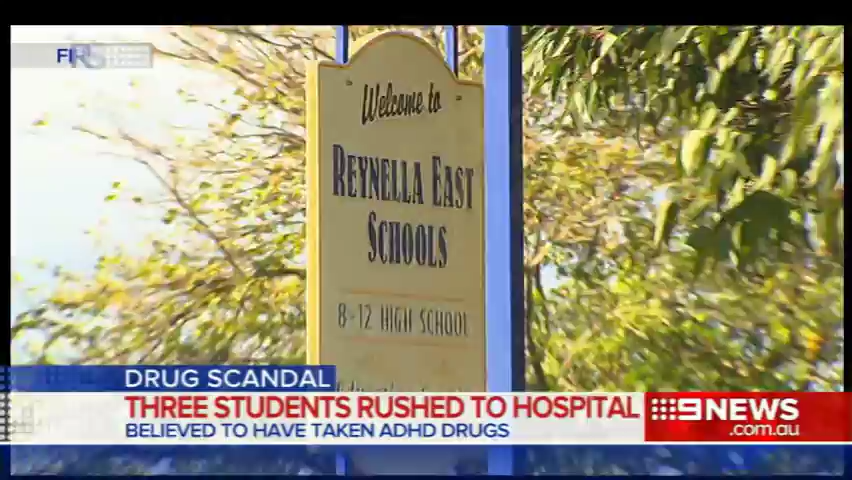 Welcome to
REYNELLA EAST
SCHOOLS
8-12 HIGH SCHOOL
DRUG SCANDAL
THREE STUDENTS RUSHED TO HOSPITAL
BELIEVED TO HAVE TAKEN ADHD DRUGS
9NEWS
.com.au